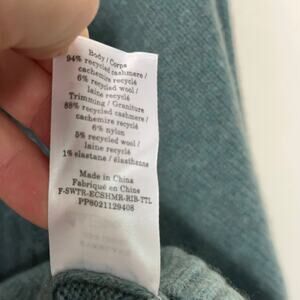 Body / Corps
94% recycled cashmere /
cachemire recyclé
6% recycled wool /
laine recyclé
Trimming / Garniture
88% recycled cashmere /
cachemire recyclé
6% nylon
5% recycled wool /
laine recyclé
1% elastane / élasthanne
Made in China
Fabriqué en Chine
F-SWTR-ECSHMR-RIB-TTL
PP8021129408